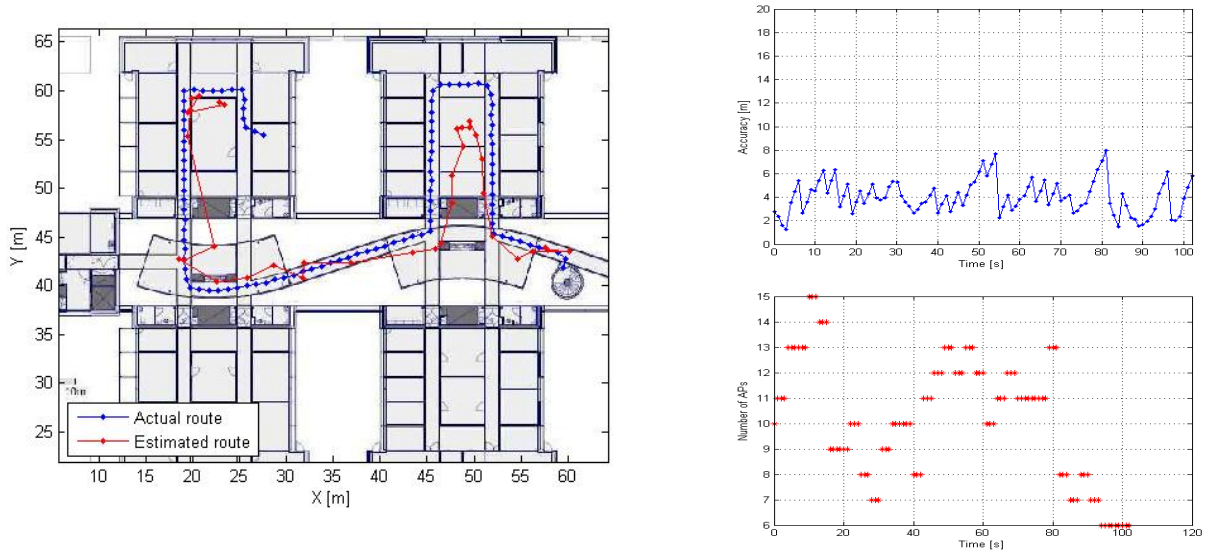 65
60
55
50
45
40
35
30
25
Y [m]
10 15 20 25 30 35 40 45 50 55 60
X [m]
Actual route
Estimated route
20
18
16
14
12
10
8
6
4
2
0
Accuracy [m]
0 10 20 30 40 50 60 70 80 90 100
Time [s]
15
14
13
12
11
10
9
8
7
6
Number of APs
0 20 40 60 80 100 120
Time [s]